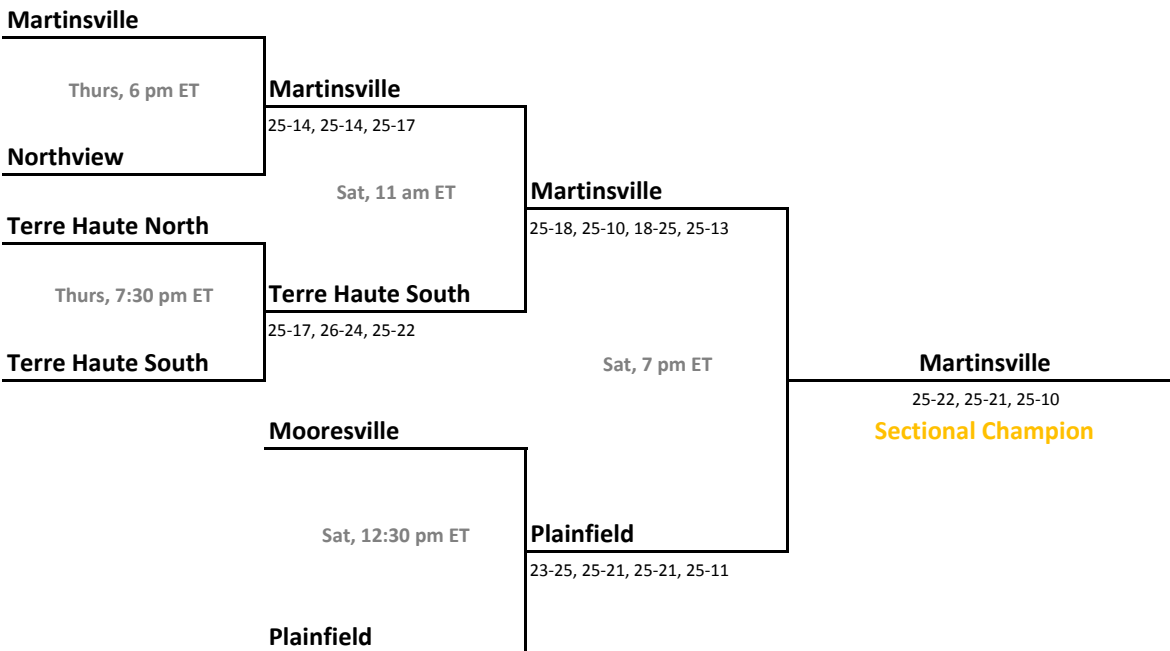 Martinsville
Thurs, 6 pm ET
Martinsville
25-14, 25-14, 25-17
Northview
Sat, 11 am ET
Martinsville
Terre Haute North
25-18, 25-10, 18-25, 25-13
Thurs, 7:30 pm ET
Terre Haute South
25-17, 26-24, 25-22
Terre Haute South
Sat, 7 pm ET
Martinsville
25-22, 25-21, 25-10
Mooresville
Sectional Champion
Sat, 12:30 pm ET
Plainfield
23-25, 25-21, 25-21, 25-11
Plainfield